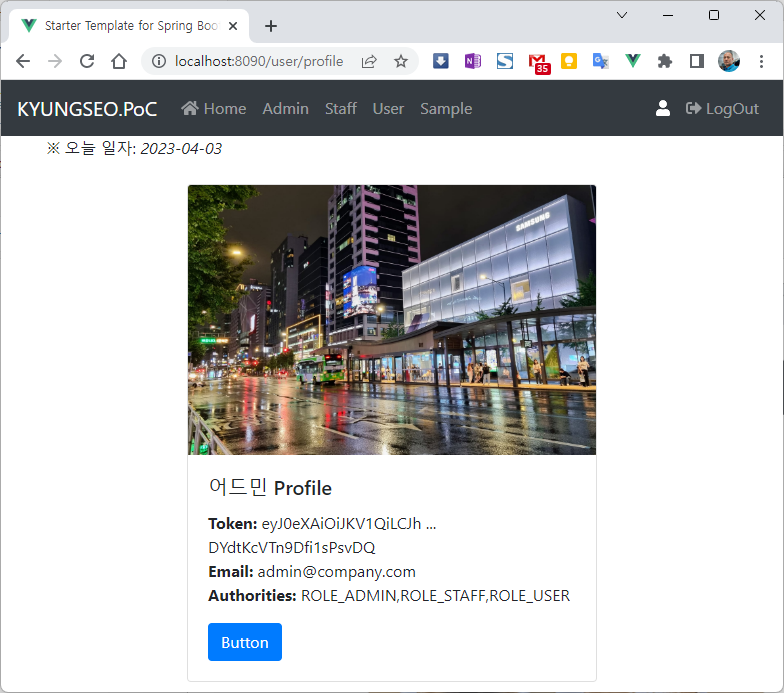 Starter Template for Spring Boo
localhost:8090/user/profile
35
KYUNGSEO.PoC Home Admin Staff User Sample LogOut
※ 오늘 일자: 2023-04-03
SAMSUNG
어드민 Profile
Token: eyJ0eXAiOiJKV1QiLCJh ...
DYdtKcVTn9Dfi1sPsvDQ
Email: admin@company.com
Authorities: ROLE_ADMIN,ROLE_STAFF,ROLE_USER
Button